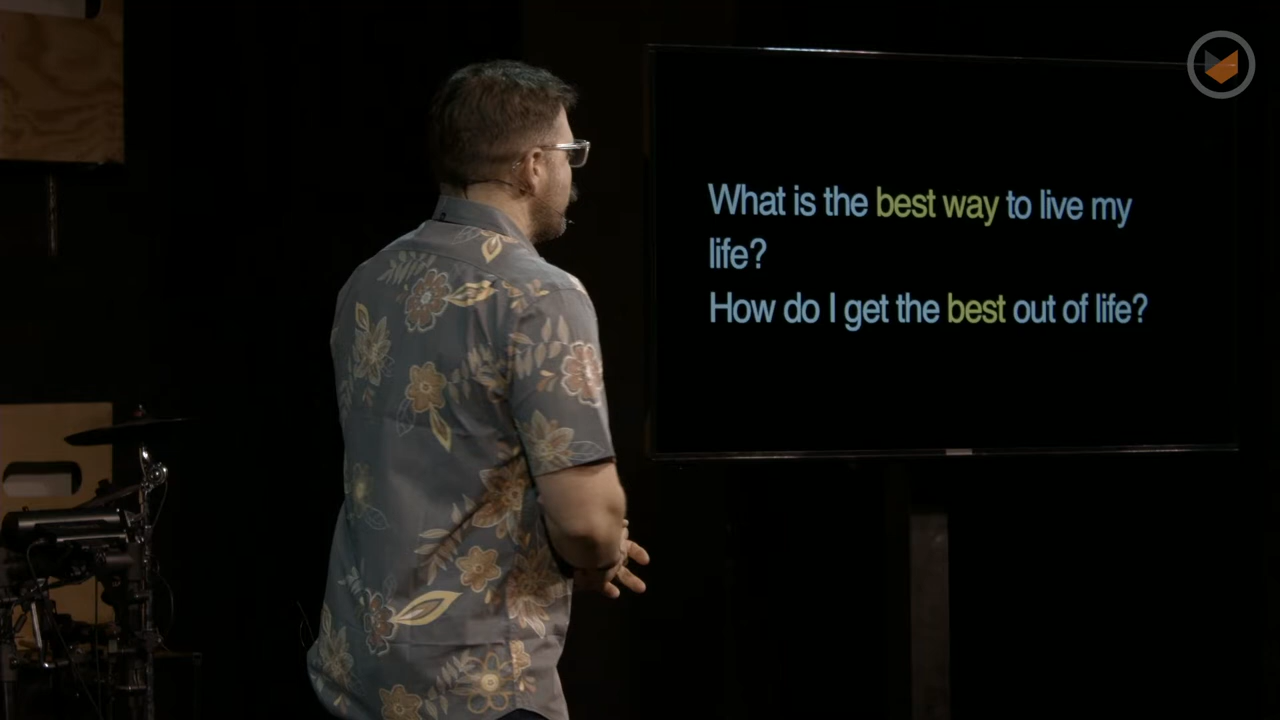 What is the best way to live my
life?
How do I get the best out of life?